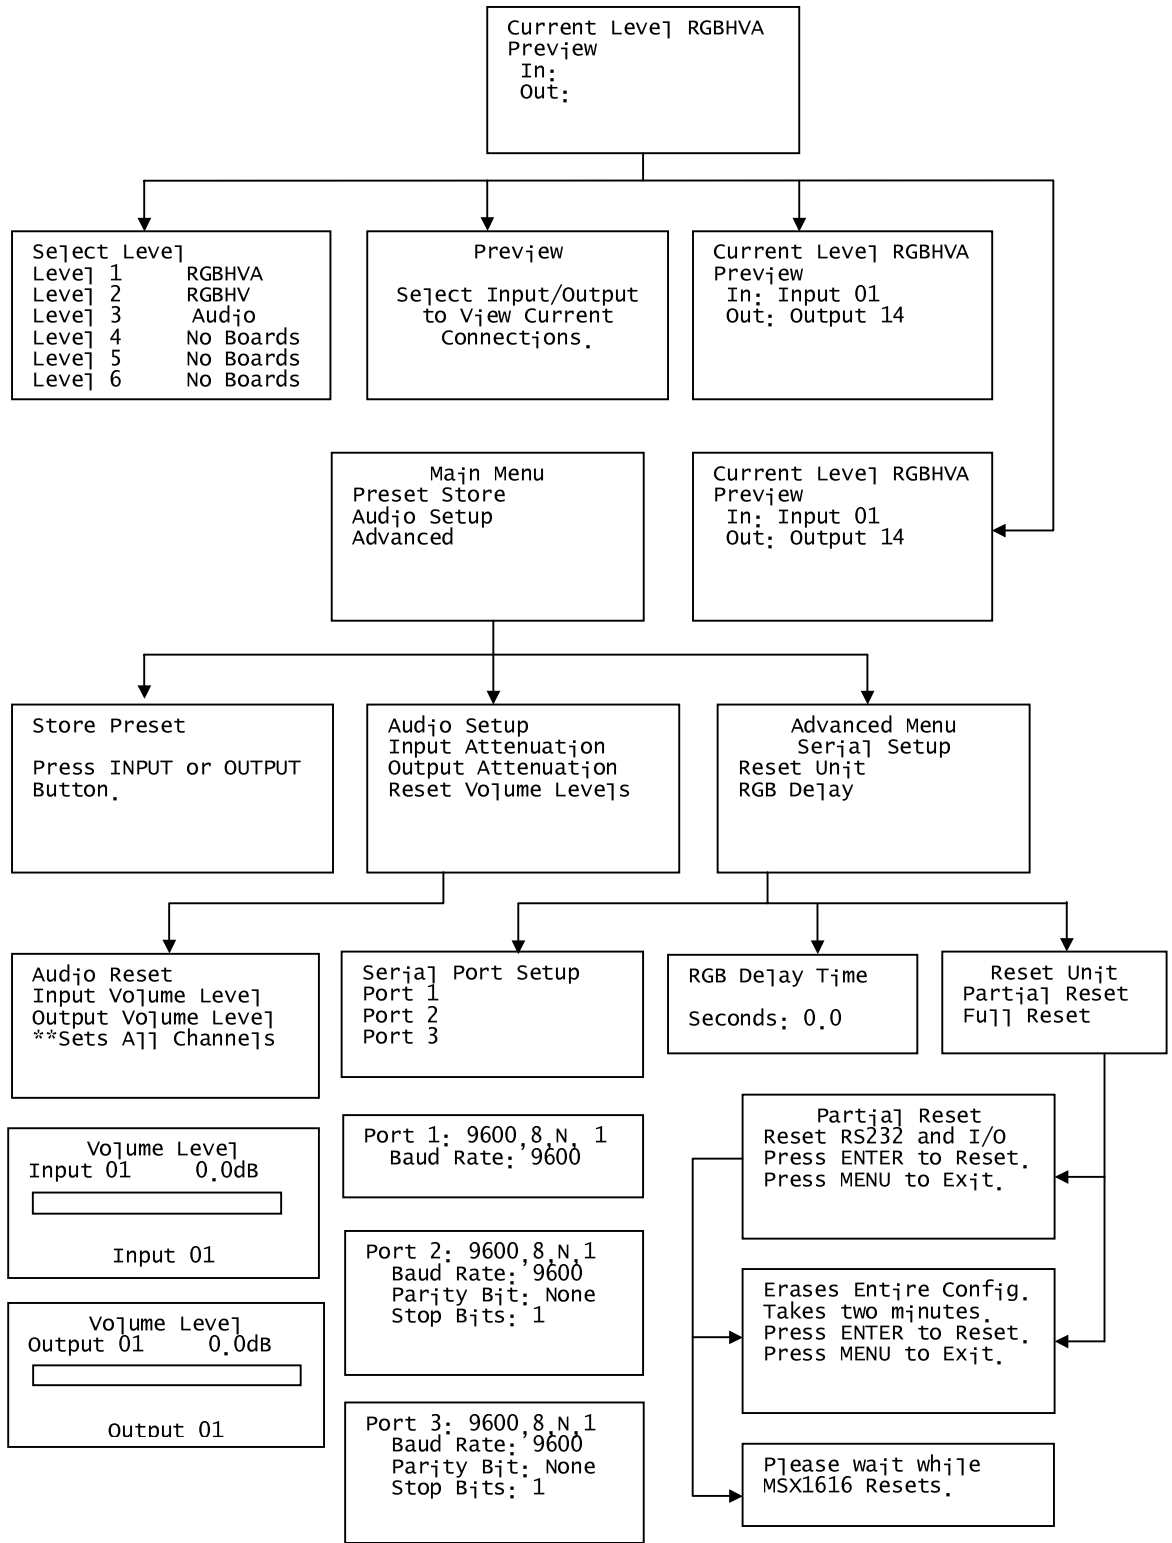 Current Level RGBHVA
Preview
In:
Out:
Select Level
Level 1 RGBHVA
Level 2 RGBHV
Level 3 Audio
Level 4 No Boards
Level 5 No Boards
Level 6 No Boards
Preview
Select Input/Output
to View Current
Connections.
Current Level RGBHVA
Preview
In: Input 01
Out: Output 14
Main Menu
Preset Store
Audio Setup
Advanced
Current Level RGBHVA
Preview
In: Input 01
Out: Output 14
Store Preset
Press INPUT or OUTPUT
Button.
Audio Setup
Input Attenuation
Output Attenuation
Reset Volume Levels
Advanced Menu
Serial Setup
Reset Unit
RGB Delay
Audio Reset
Input Volume Level
Output Volume Level
**Sets All Channels
Serial Port Setup
Port 1
Port 2
Port 3
RGB Delay Time
Seconds: 0.0
Reset Unit
Partial Reset
Full Reset
Volume Level
Input 01 0.0dB
Input 01
Port 1: 9600,8,N, 1
Baud Rate: 9600
Partial Reset
Reset RS232 and I/O
Press ENTER to Reset.
Press MENU to Exit.
Port 2: 9600,8,N,1
Baud Rate: 9600
Parity Bit: None
Stop Bits: 1
Erases Entire Config.
Takes two minutes.
Press ENTER to Reset.
Press MENU to Exit.
Volume Level
Output 01 0.0dB
Output 01
Port 3: 9600,8,N,1
Baud Rate: 9600
Parity Bit: None
Stop Bits: 1
Please wait while
MSX1616 Resets.